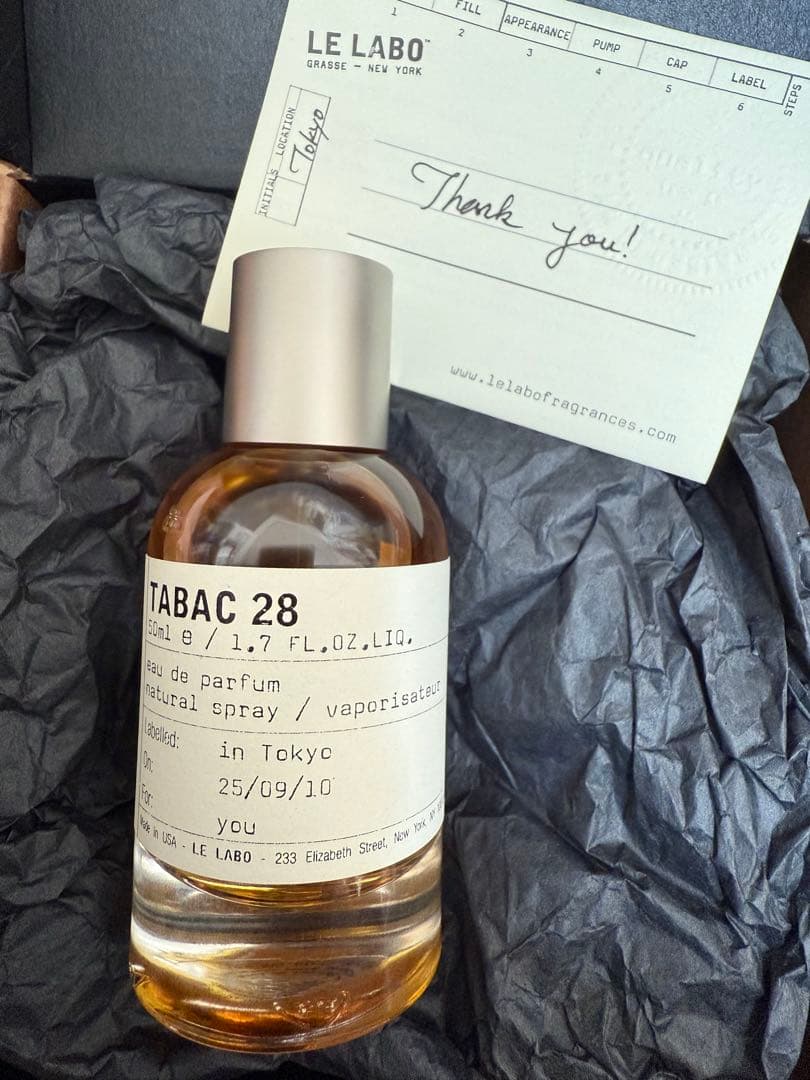 FILL
APPEARANCE
PUMP
CAP
LABEL
STEPS
1
2
3
4
5
6
LE LABO™
GRASSE – NEW YORK
LOCATION
Tokyo
INITIALS
Thank you!
www.lelabofragrances.com
TABAC 28
50ml e / 1.7 FL.OZ.LIQ.
eau de parfum
natural spray / vaporisateur
Labelled: in Tokyo
On: 25/09/10
For: you
Made in USA - LE LABO - 233 Elizabeth Street, New York, NY